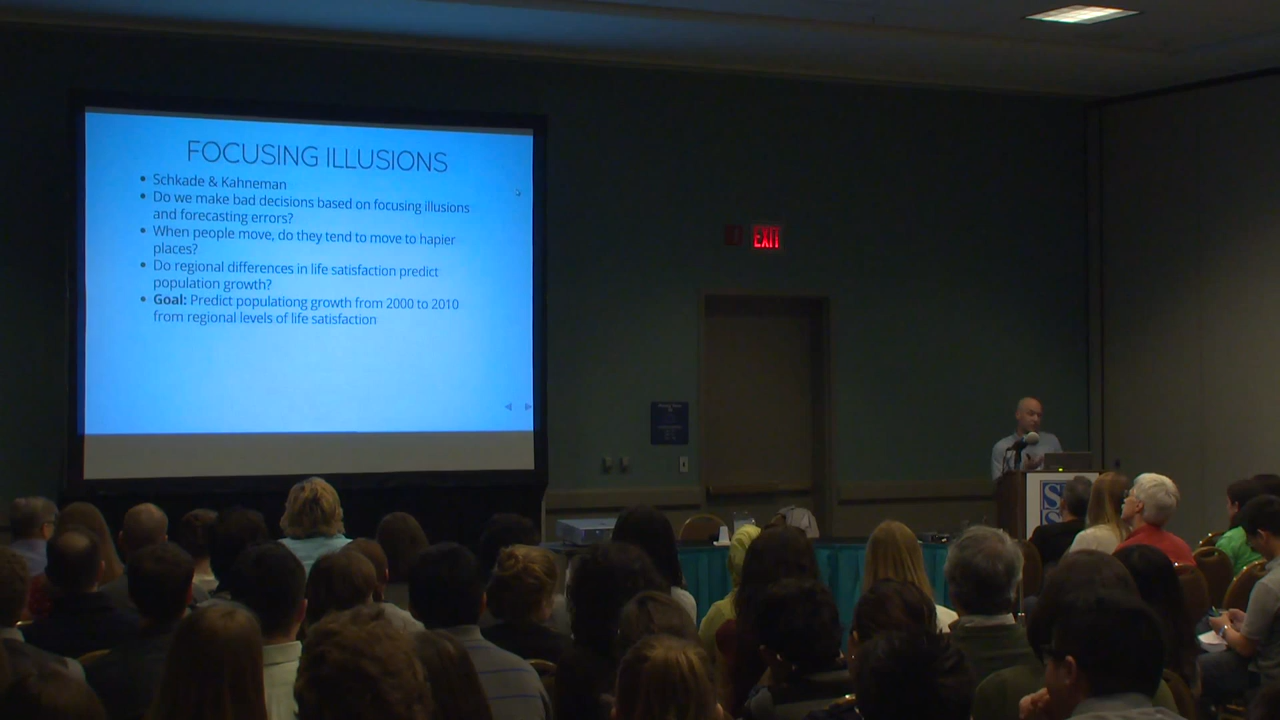 FOCUSING ILLUSIONS
• Schkade & Kahneman
• Do we make bad decisions based on focusing illusions
and forecasting errors?
• When people move, do they tend to move to hapier
places?
• Do regional differences in life satisfaction predict
population growth?
• Goal: Predict populationg growth from 2000 to 2010
from regional levels of life satisfaction
EXIT